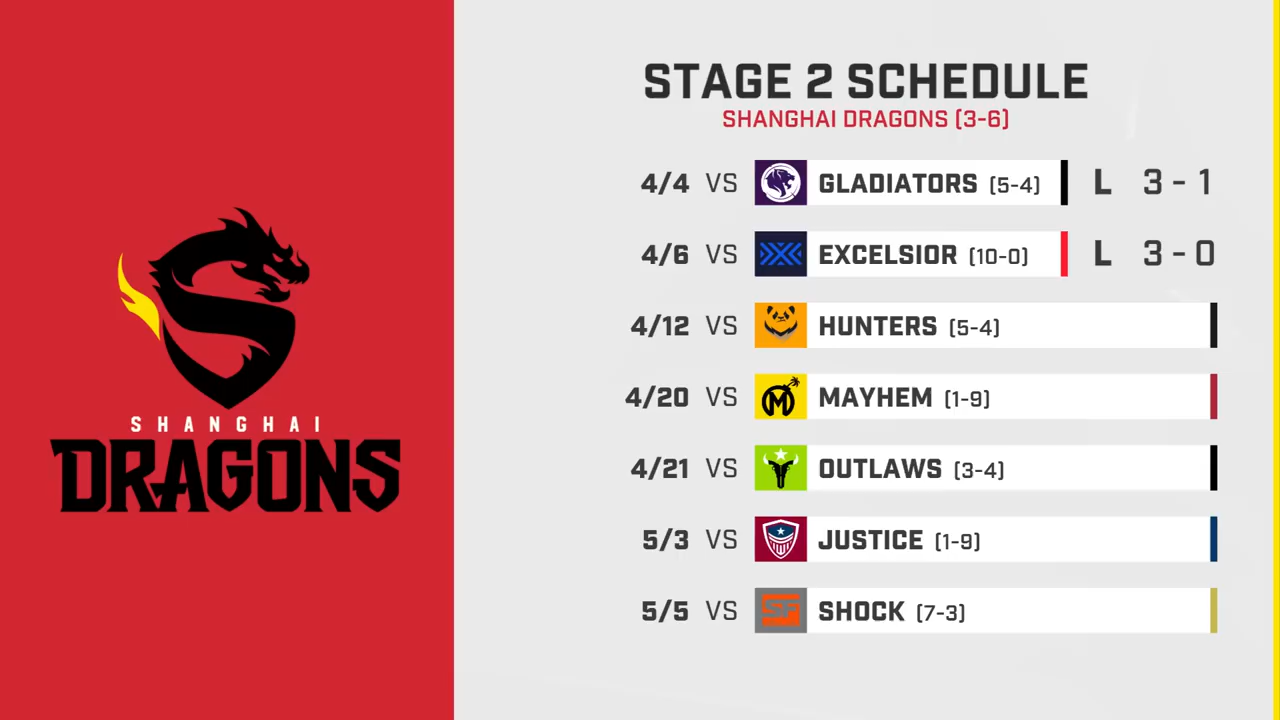 SHANGHAI
DRAGONS
STAGE 2 SCHEDULE
SHANGHAI DRAGONS (3-6)
4/4 VS GLADIATORS (5-4) L 3 - 1
4/6 VS EXCELSIOR (10-0) L 3 - 0
4/12 VS HUNTERS (5-4)
4/20 VS M MAYHEM (1-9)
4/21 VS OUTLAWS (3-4)
5/3 VS JUSTICE (1-9)
5/5 VS SF SHOCK (7-3)